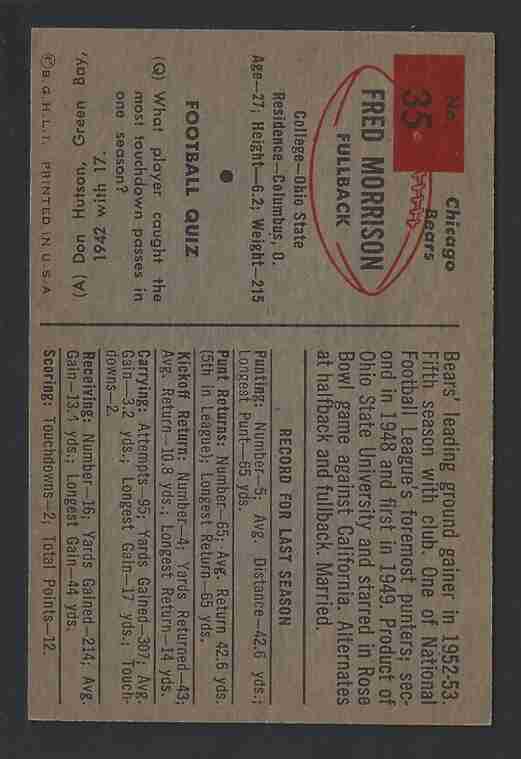 No.
35
Chicago
Bears
FRED MORRISON
FULLBACK
College—Ohio State
Residence—Columbus, O.
Age—27; Height—6.2; Weight—215
FOOTBALL QUIZ
(Q) What player caught the
most touchdown passes in
one season?
(A) Don Hutson, Green Bay,
1942 with 17.
©B.G.H.L.I. PRINTED IN U.S.A
Bears' leading ground gainer in 1952-53.
Fifth season with club. One of National
Football League's foremost punters; sec-
ond in 1948 and first in 1949. Product of
Ohio State University and starred in Rose
Bowl game against California. Alternates
at halfback and fullback. Married.
RECORD FOR LAST SEASON
Punting: Number—5; Avg. Distance—42.6 yds.;
Longest Punt—65 yds.
Punt Returns: Number—65; Avg. Return 42.6 yds.
(5th in League); Longest Return—65 yds.
Kickoff Return: Number—4; Yards Returned—43;
Avg. Return—10.8 yds., Longest Return—14 yds.
Carrying: Attempts 95; Yards Gained—307; Avg.
Gain—3.2 yds.; Longest Gain—17 yds.; Touch-
downs—2.
Receiving: Number—16; Yards Gained—214; Avg.
Gain—13.1 yds.; Longest Gain—44 yds.
Scoring: Touchdowns—2; Total Points—12.